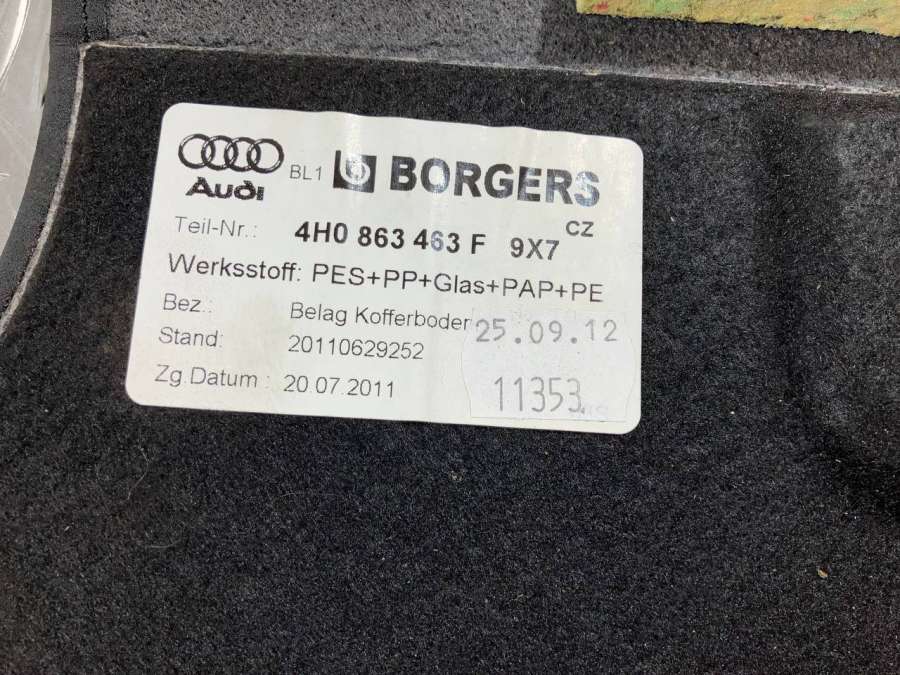 Audi BL1 BORGERS
CZ
Teil-Nr.: 4H0 863 463 F 9X7
Werksstoff: PES+PP+Glas+PAP+PE
Bez.: Belag Kofferboder
Stand: 20110629252
Zg.Datum: 20.07.2011
25.09.12
11353